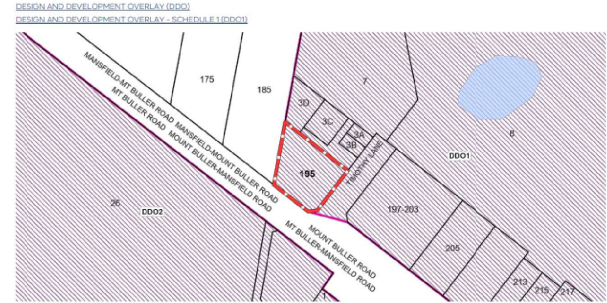 DESIGN AND DEVELOPMENT OVERLAY (DDO)
DESIGN AND DEVELOPMENT OVERLAY - SCHEDULE 1 (DDO1)
MANSFIELD-MT BULLER ROAD MANSFIELD-MOUNT BULLER ROAD
MT BULLER ROAD MOUNT BULLER-MANSFIELD ROAD
175
185
7
3D
3C
3A
3B
6
DDO1
195
TIMOTHY LANE
26
DDO2
197-203
MOUNT BULLER ROAD
MT BULLER-MANSFIELD ROAD
205
213
215
217
1